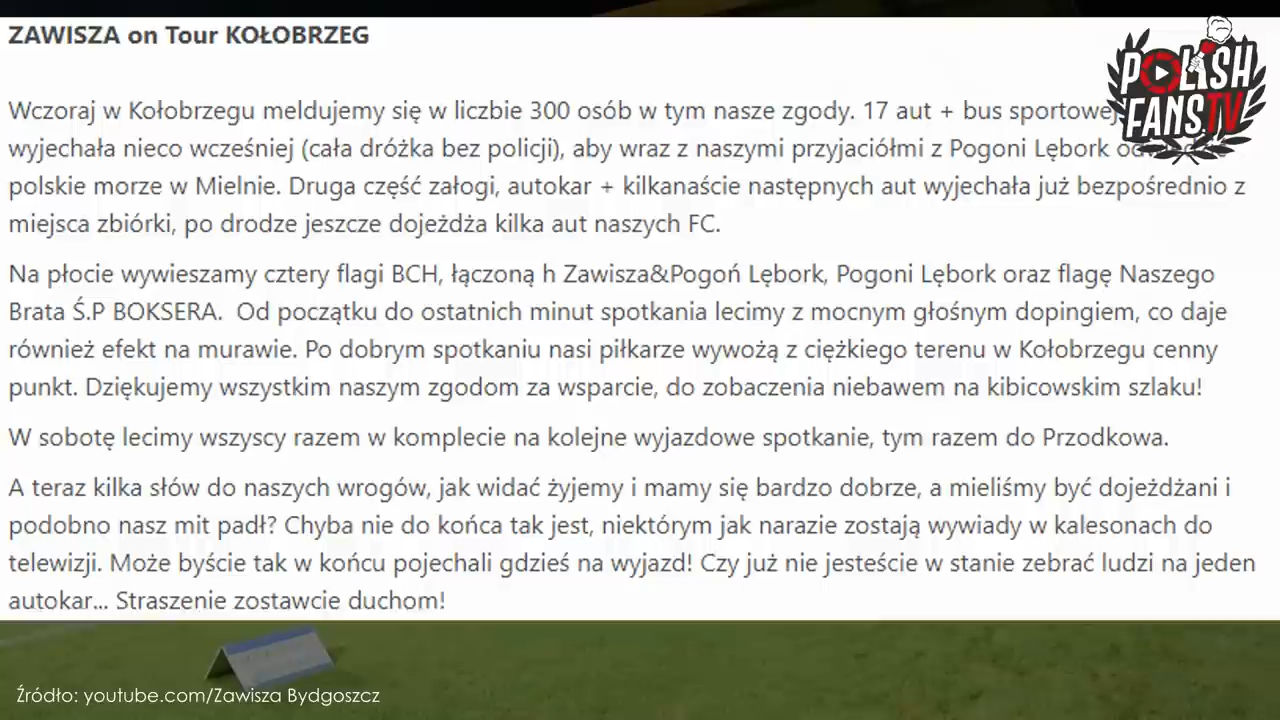 ZAWISZA on Tour KOŁOBRZEG
POLISH
FANS TV
Wczoraj w Kołobrzegu meldujemy się w liczbie 300 osób w tym nasze zgody. 17 aut + bus sportowej
wyjechała nieco wcześniej (cała dróżka bez policji), aby wraz z naszymi przyjaciółmi z Pogoni Lębork
polskie morze w Mielnie. Druga część załogi, autokar + kilkanaście następnych aut wyjechała już bezpośrednio z
miejsca zbiórki, po drodze jeszcze dojeżdża kilka aut naszych FC.
Na płocie wywieszamy cztery flagi BCH, łączoną h Zawisza&Pogoń Lębork, Pogoni Lębork oraz flagę Naszego
Brata Ś.P BOKSERA. Od początku do ostatnich minut spotkania lecimy z mocnym głośnym dopingiem, co daje
również efekt na murawie. Po dobrym spotkaniu nasi piłkarze wywożą z ciężkiego terenu w Kołobrzegu cenny
punkt. Dziękujemy wszystkim naszym zgodom za wsparcie, do zobaczenia niebawem na kibicowskim szlaku!
W sobotę lecimy wszyscy razem w komplecie na kolejne wyjazdowe spotkanie, tym razem do Przodkowa.
A teraz kilka słów do naszych wrogów, jak widać żyjemy i mamy się bardzo dobrze, a mieliśmy być dojeżdżani i
podobno nasz mit padł? Chyba nie do końca tak jest, niektórym jak narazie zostają wywiady w kalesonach do
telewizji. Może byście tak w końcu pojechali gdzieś na wyjazd! Czy już nie jesteście w stanie zebrać ludzi na jeden
autokar... Straszenie zostawcie duchom!
Źródło: youtube.com/Zawisza Bydgoszcz